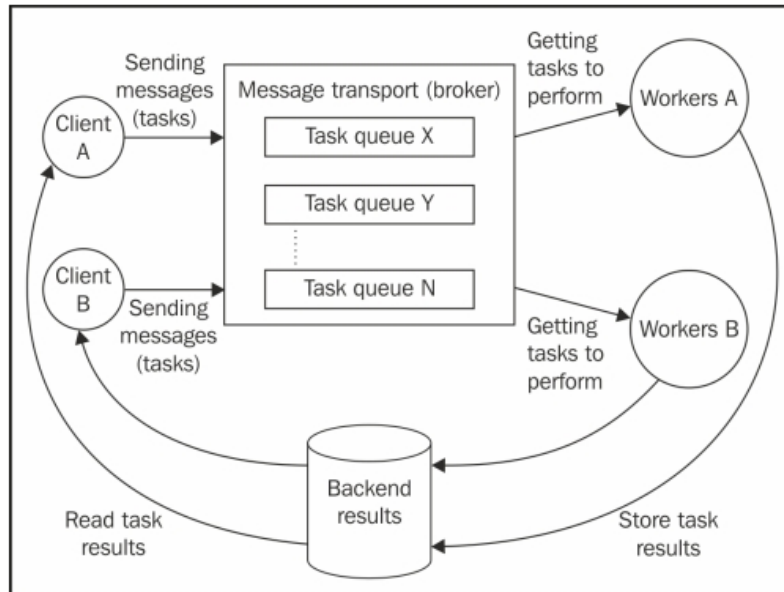 Sending
messages
(tasks)
Client
A
Message transport (broker)
Task queue X
Task queue Y
Task queue N
Getting
tasks to
perform
Workers A
Client
B
Sending
messages
(tasks)
Getting
tasks to
perform
Workers B
Backend
results
Read task
results
Store task
results